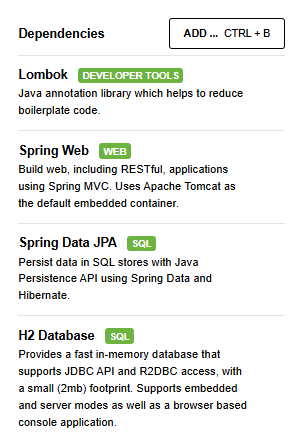 Dependencies
ADD ... CTRL + B
Lombok DEVELOPER TOOLS
Java annotation library which helps to reduce
boilerplate code.
Spring Web WEB
Build web, including RESTful, applications
using Spring MVC. Uses Apache Tomcat as
the default embedded container.
Spring Data JPA SQL
Persist data in SQL stores with Java
Persistence API using Spring Data and
Hibernate.
H2 Database SQL
Provides a fast in-memory database that
supports JDBC API and R2DBC access, with
a small (2mb) footprint. Supports embedded
and server modes as well as a browser based
console application.